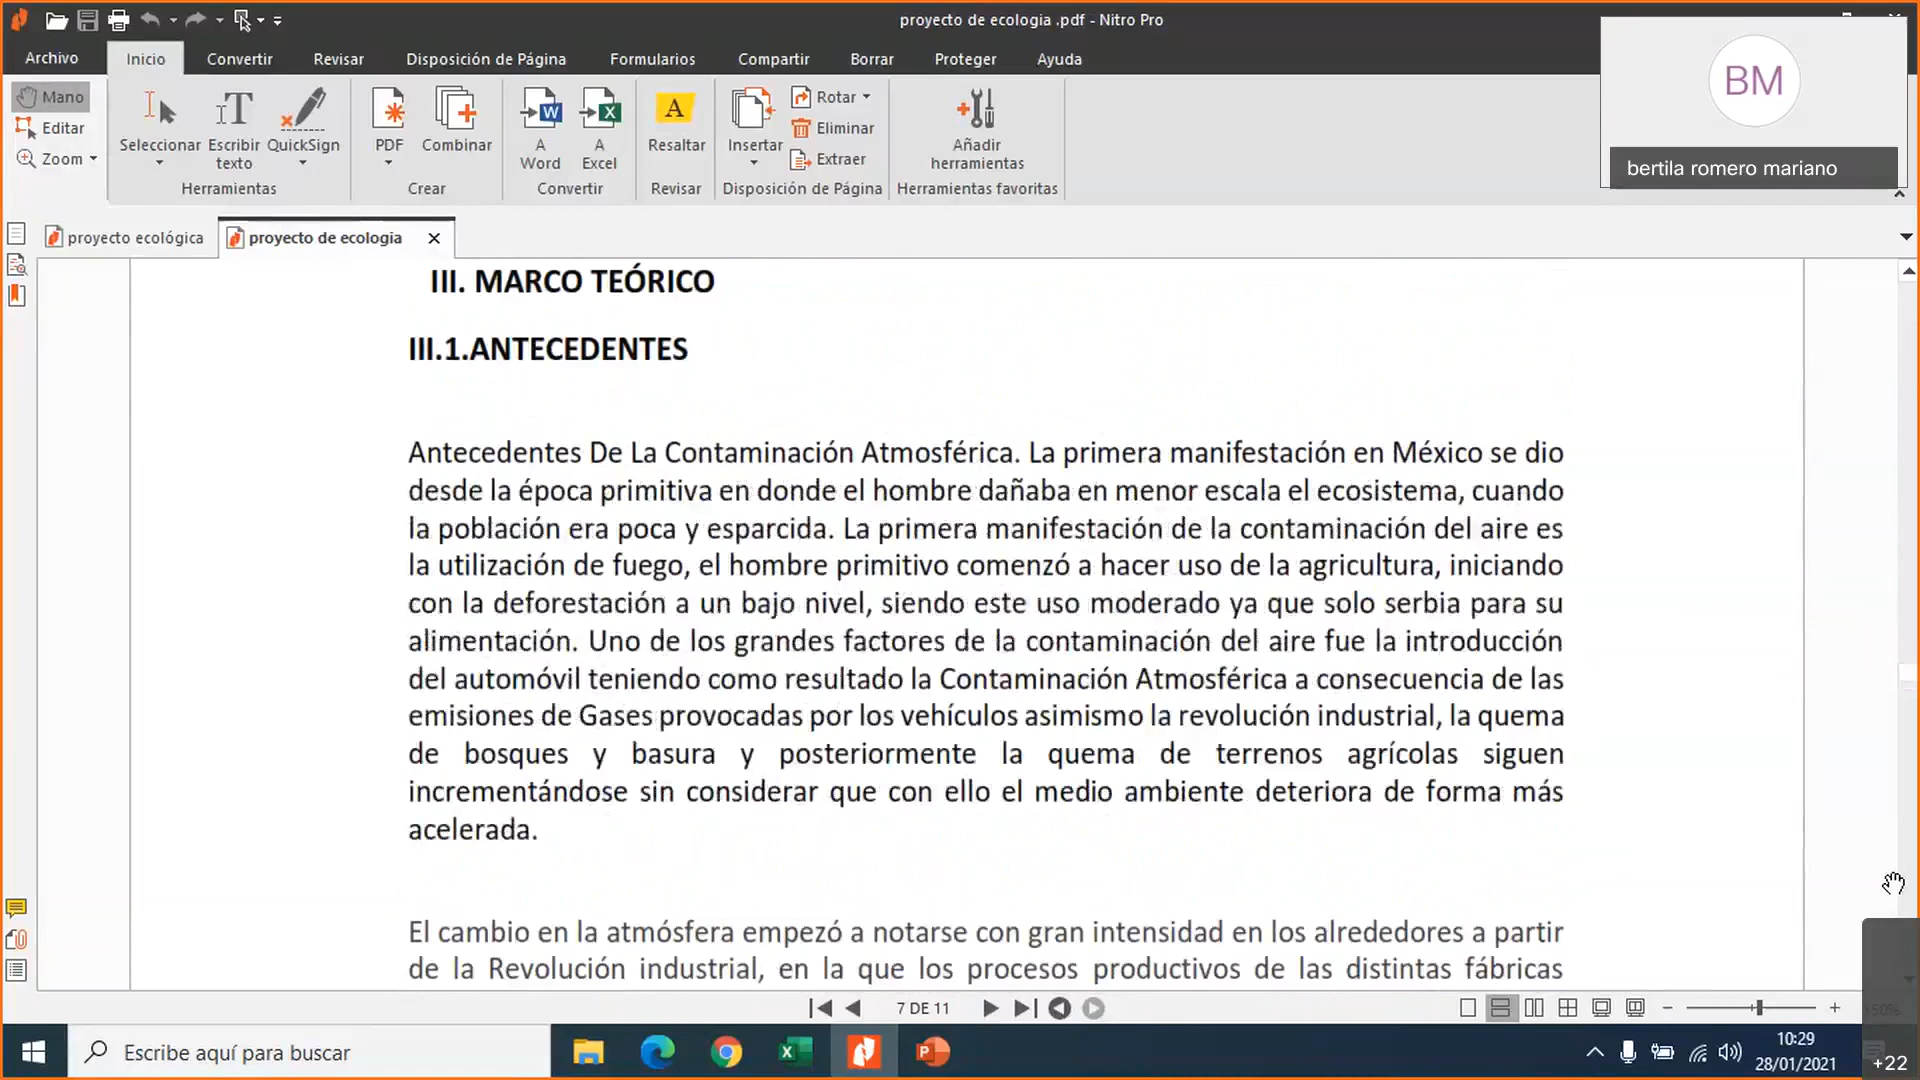 proyecto de ecologia .pdf - Nitro Pro
Archivo Inicio Convertir Revisar Disposición de Página Formularios Compartir Borrar Proteger Ayuda
BM
bertila romero mariano
Mano
Editar
Zoom
Seleccionar
Escribir texto
QuickSign
Herramientas
PDF
Combinar
Crear
A Word
A Excel
Convertir
A
Resaltar
Revisar
Insertar
Rotar
Eliminar
Extraer
Disposición de Página
Añadir herramientas
Herramientas favoritas
proyecto ecológica
proyecto de ecologia
III. MARCO TEÓRICO
III.1.ANTECEDENTES
Antecedentes De La Contaminación Atmosférica. La primera manifestación en México se dio
desde la época primitiva en donde el hombre dañaba en menor escala el ecosistema, cuando
la población era poca y esparcida. La primera manifestación de la contaminación del aire es
la utilización de fuego, el hombre primitivo comenzó a hacer uso de la agricultura, iniciando
con la deforestación a un bajo nivel, siendo este uso moderado ya que solo serbia para su
alimentación. Uno de los grandes factores de la contaminación del aire fue la introducción
del automóvil teniendo como resultado la Contaminación Atmosférica a consecuencia de las
emisiones de Gases provocadas por los vehículos asimismo la revolución industrial, la quema
de bosques y basura y posteriormente la quema de terrenos agrícolas siguen
incrementándose sin considerar que con ello el medio ambiente deteriora de forma más
acelerada.
El cambio en la atmósfera empezó a notarse con gran intensidad en los alrededores a partir
de la Revolución industrial, en la que los procesos productivos de las distintas fábricas
7 DE 11
Escribe aquí para buscar
10:29
28/01/2021
+22